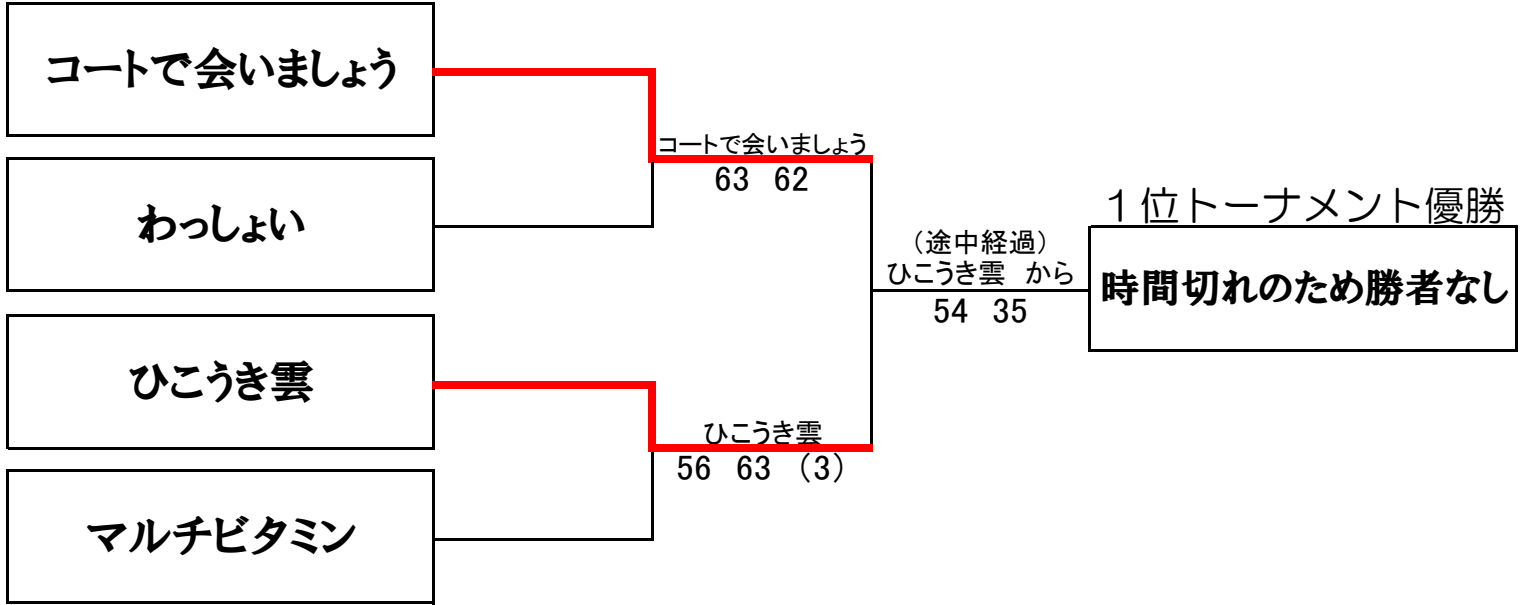 コートで会いましょう
わっしょい
ひこうき雲
マルチビタミン
コートで会いましょう
63 62
ひこうき雲
56 63 (3)
(途中経過)
ひこうき雲 から
54 35
１位トーナメント優勝
時間切れのため勝者なし